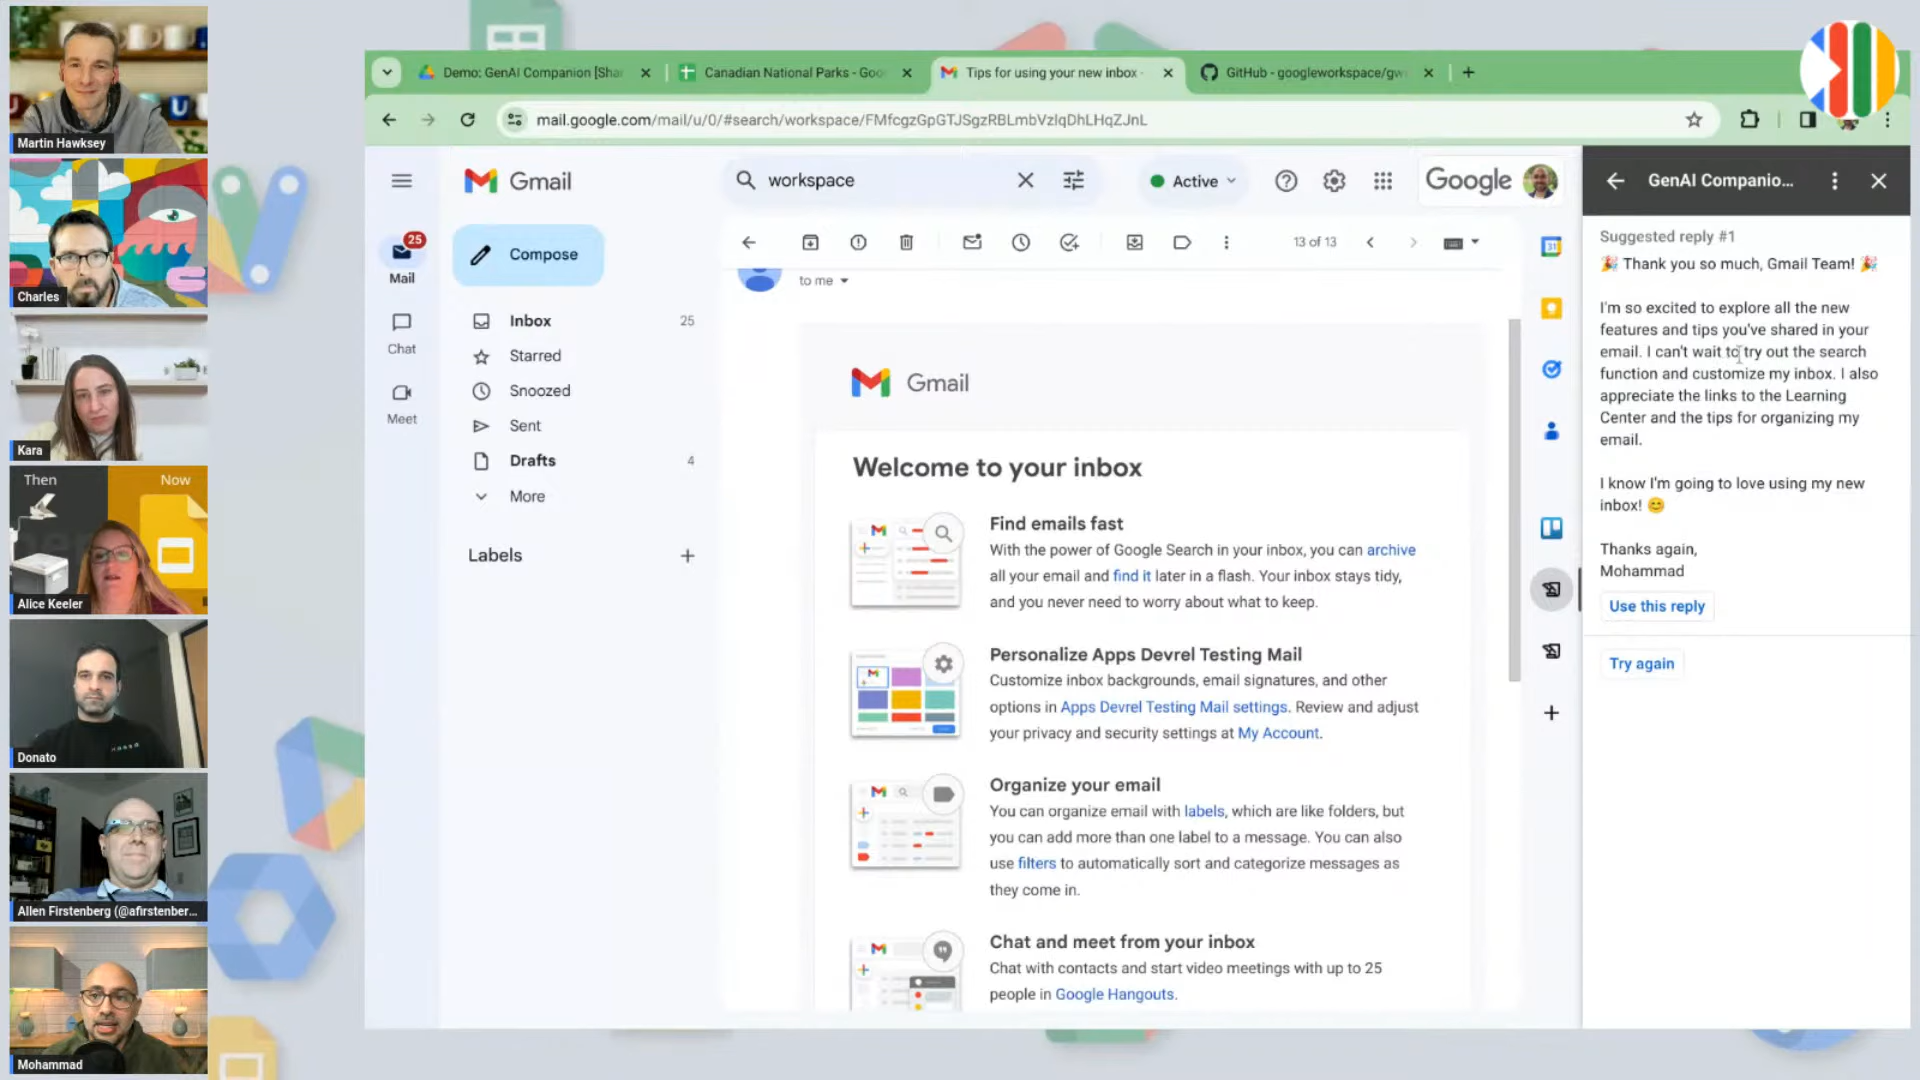 Martin Hawksey
Charles
Kara
Then
Now
Alice Keeler
Donato
Allen Firstenberg (@afirstenber...
Mohammad
Demo: GenAI Companion [Sha
Canadian National Parks - Goo
Tips for using your new inbox -
GitHub - googleworkspace/gw
mail.google.com/mail/u/0/#search/workspace/FMfcgzGpGTJSgzRBLmbVzlqDhLHqZJnL
Gmail
workspace
Active
Google
25
Mail
Chat
Meet
Compose
Inbox 25
Starred
Snoozed
Sent
Drafts 4
More
Labels
13 of 13
to me
Gmail
Welcome to your inbox
Find emails fast
With the power of Google Search in your inbox, you can archive
all your email and find it later in a flash. Your inbox stays tidy,
and you never need to worry about what to keep.
Personalize Apps Devrel Testing Mail
Customize inbox backgrounds, email signatures, and other
options in Apps Devrel Testing Mail settings. Review and adjust
your privacy and security settings at My Account.
Organize your email
You can organize email with labels, which are like folders, but
you can add more than one label to a message. You can also
use filters to automatically sort and categorize messages as
they come in.
Chat and meet from your inbox
Chat with contacts and start video meetings with up to 25
people in Google Hangouts.
GenAI Companio...
Suggested reply #1
🎉 Thank you so much, Gmail Team! 🎉
I'm so excited to explore all the new
features and tips you've shared in your
email. I can't wait to try out the search
function and customize my inbox. I also
appreciate the links to the Learning
Center and the tips for organizing my
email.
I know I'm going to love using my new
inbox! 😊
Thanks again,
Mohammad
Use this reply
Try again